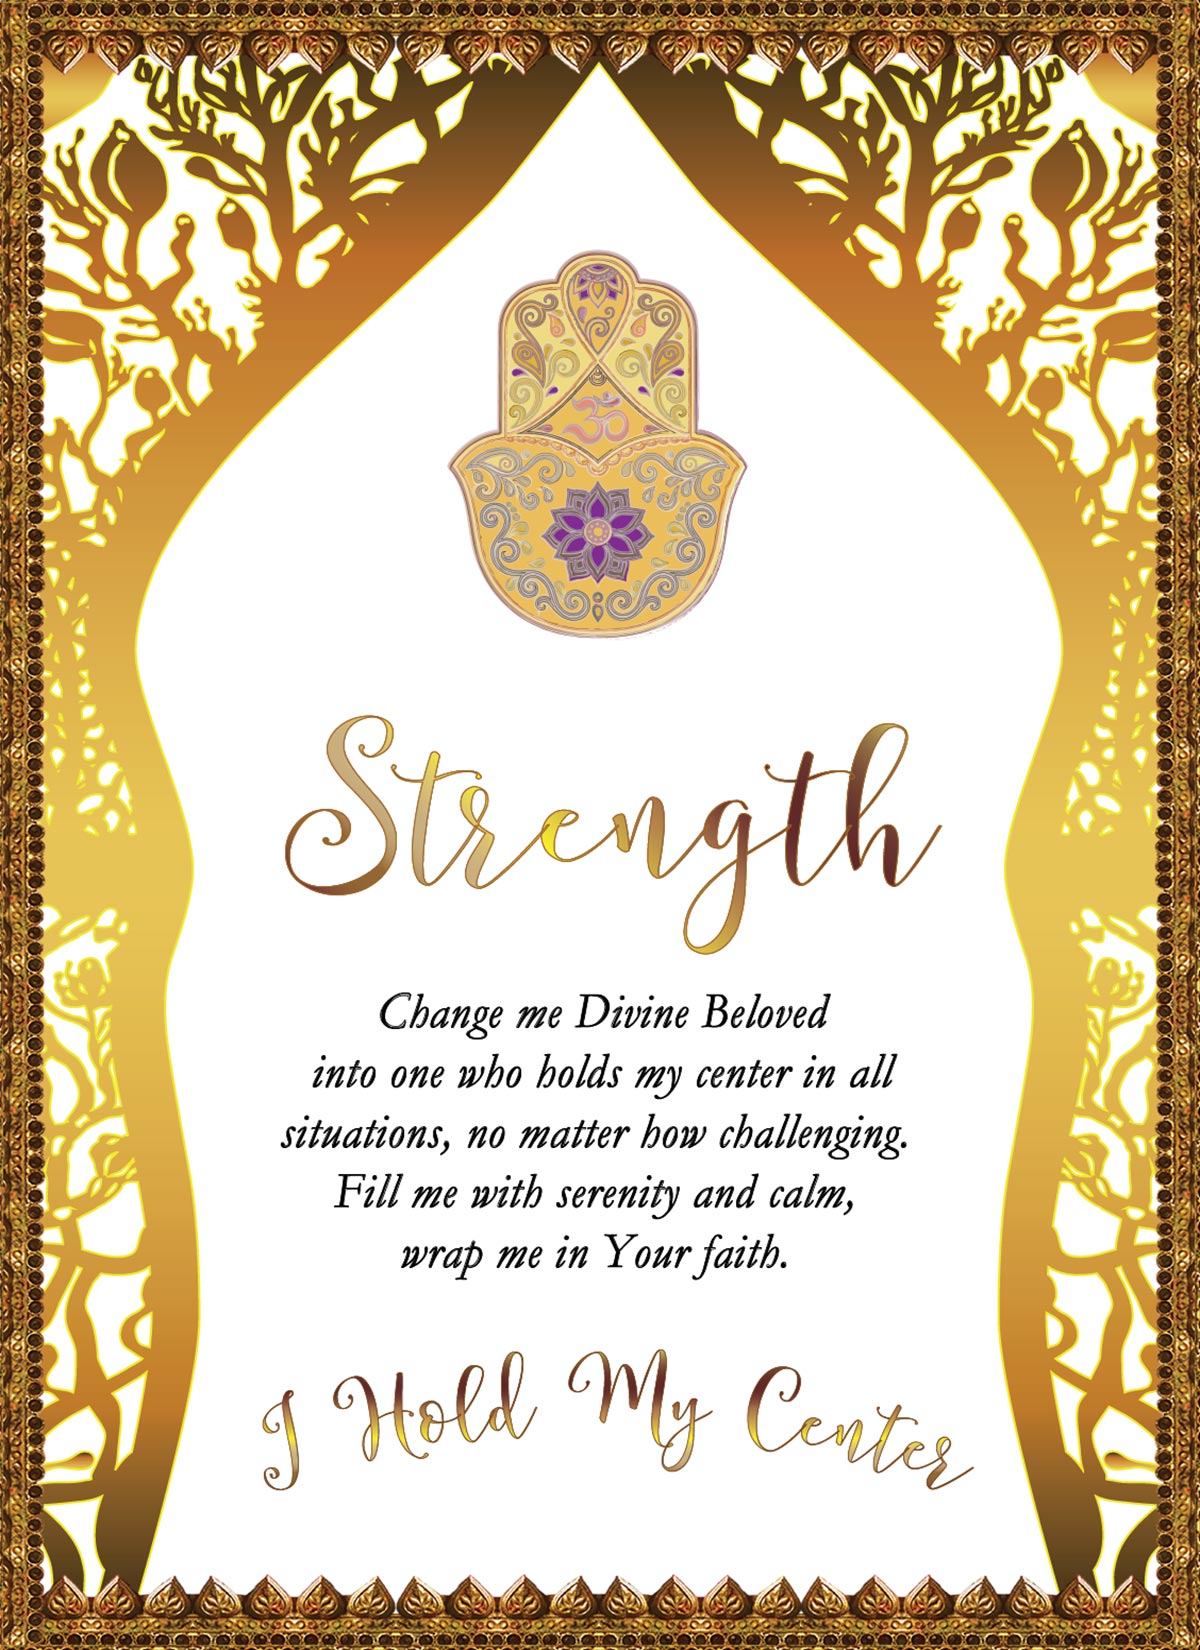 ॐ
Strength
Change me Divine Beloved
into one who holds my center in all
situations, no matter how challenging.
Fill me with serenity and calm,
wrap me in Your faith.
I Hold My Center